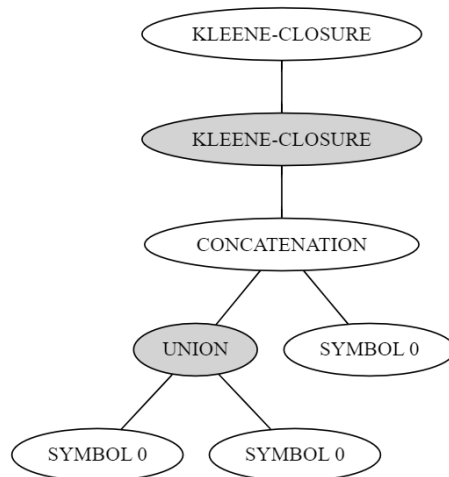 KLEENE-CLOSURE
KLEENE-CLOSURE
CONCATENATION
UNION
SYMBOL 0
SYMBOL 0
SYMBOL 0